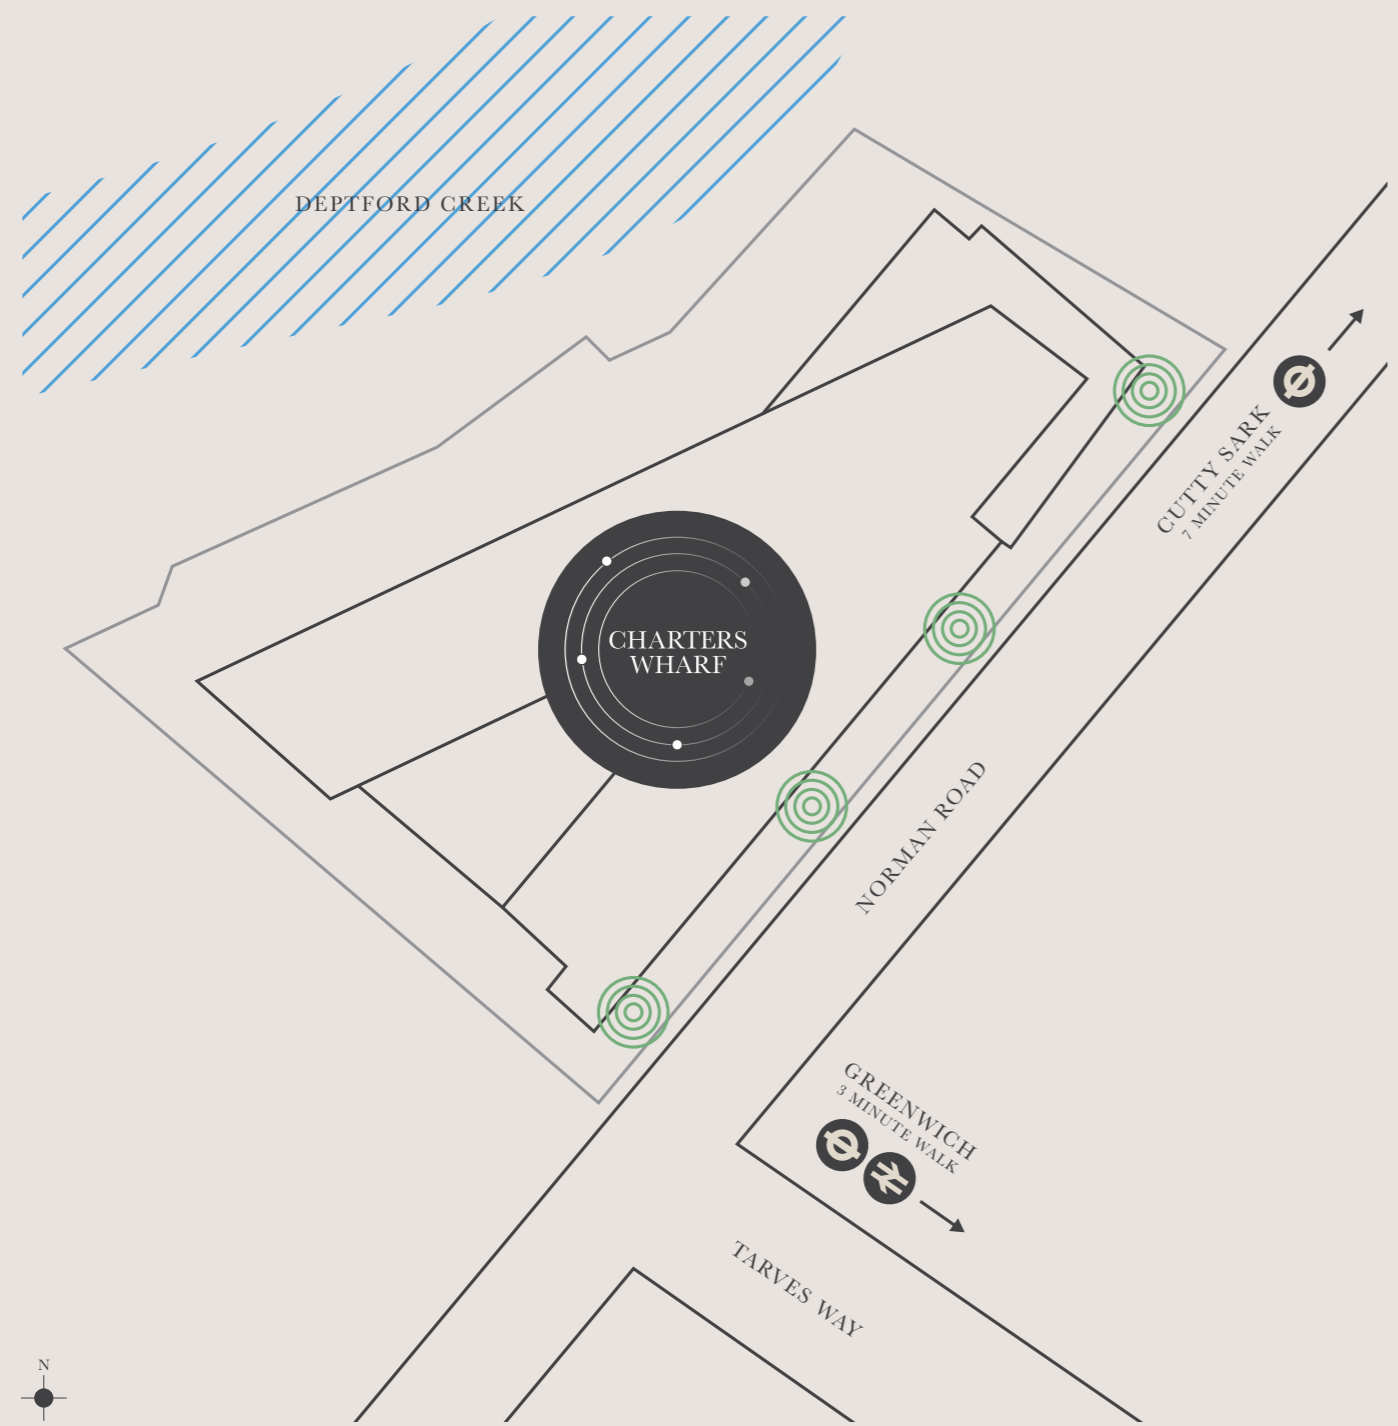 DEPTFORD CREEK
CUTTY SARK
7 MINUTE WALK
CHARTERS
WHARF
NORMAN ROAD
GREENWICH
3 MINUTE WALK
TARVES WAY
N